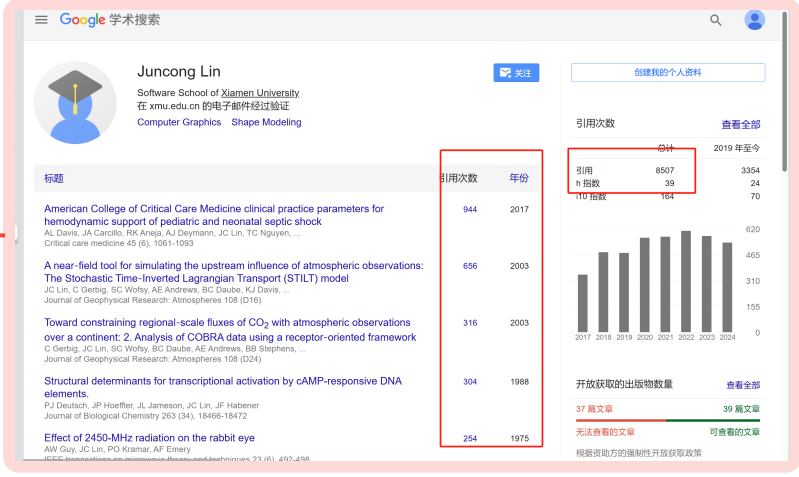 Google 学术搜索
Juncong Lin
Software School of Xiamen University
在 xmu.edu.cn 的电子邮件经过验证
Computer Graphics Shape Modeling
关注
标题 引用次数 年份
American College of Critical Care Medicine clinical practice parameters for
hemodynamic support of pediatric and neonatal septic shock
AL Davis, JA Carcillo, RK Aneja, AJ Deymann, JC Lin, TC Nguyen, ...
Critical care medicine 45 (6), 1061-1093
944 2017
A near-field tool for simulating the upstream influence of atmospheric observations:
The Stochastic Time-Inverted Lagrangian Transport (STILT) model
JC Lin, C Gerbig, SC Wofsy, AE Andrews, BC Daube, KJ Davis, ...
Journal of Geophysical Research: Atmospheres 108 (D16)
656 2003
Toward constraining regional-scale fluxes of CO2 with atmospheric observations
over a continent: 2. Analysis of COBRA data using a receptor-oriented framework
C Gerbig, JC Lin, SC Wofsy, BC Daube, AE Andrews, BB Stephens, ...
Journal of Geophysical Research: Atmospheres 108 (D24)
316 2003
Structural determinants for transcriptional activation by cAMP-responsive DNA
elements.
PJ Deutsch, JP Hoeffler, JL Jameson, JC Lin, JF Habener
Journal of Biological Chemistry 263 (34), 18466-18472
304 1988
Effect of 2450-MHz radiation on the rabbit eye
AW Guy, JC Lin, PO Kramar, AF Emery
IEEE transactions on microwave theory and techniques 23 (6), 492-498
254 1975
创建我的个人资料
引用次数 查看全部
总计 2019 年至今
引用 8507 3354
h 指数 39 24
i10 指数 164 70
620
465
310
155
0
2017 2018 2019 2020 2021 2022 2023 2024
开放获取的出版物数量 查看全部
37 篇文章 39 篇文章
无法查看的文章 可查看的文章
根据资助方的强制性开放获取政策